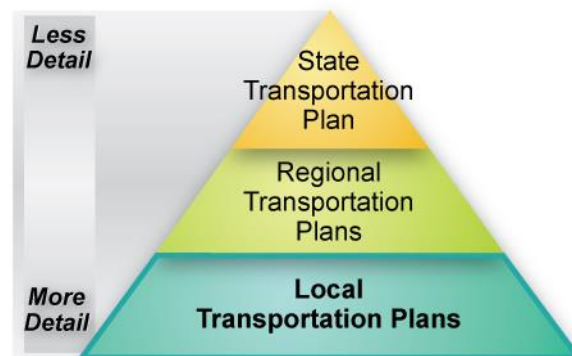 Less
Detail
State
Transportation
Plan
Regional
Transportation
Plans
More
Detail
Local
Transportation Plans